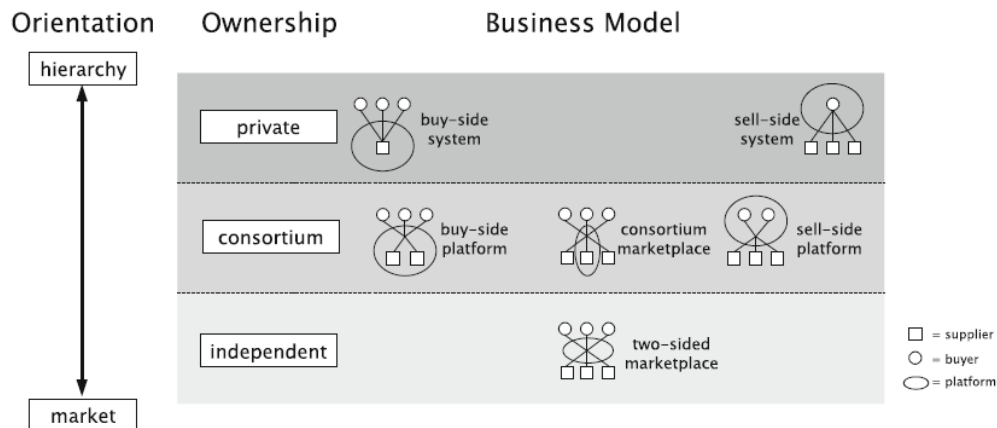 Orientation
Ownership
Business Model
hierarchy
private
buy-side
system
sell-side
system
consortium
buy-side
platform
consortium
marketplace
sell-side
platform
independent
two-sided
marketplace
market
= supplier
= buyer
= platform